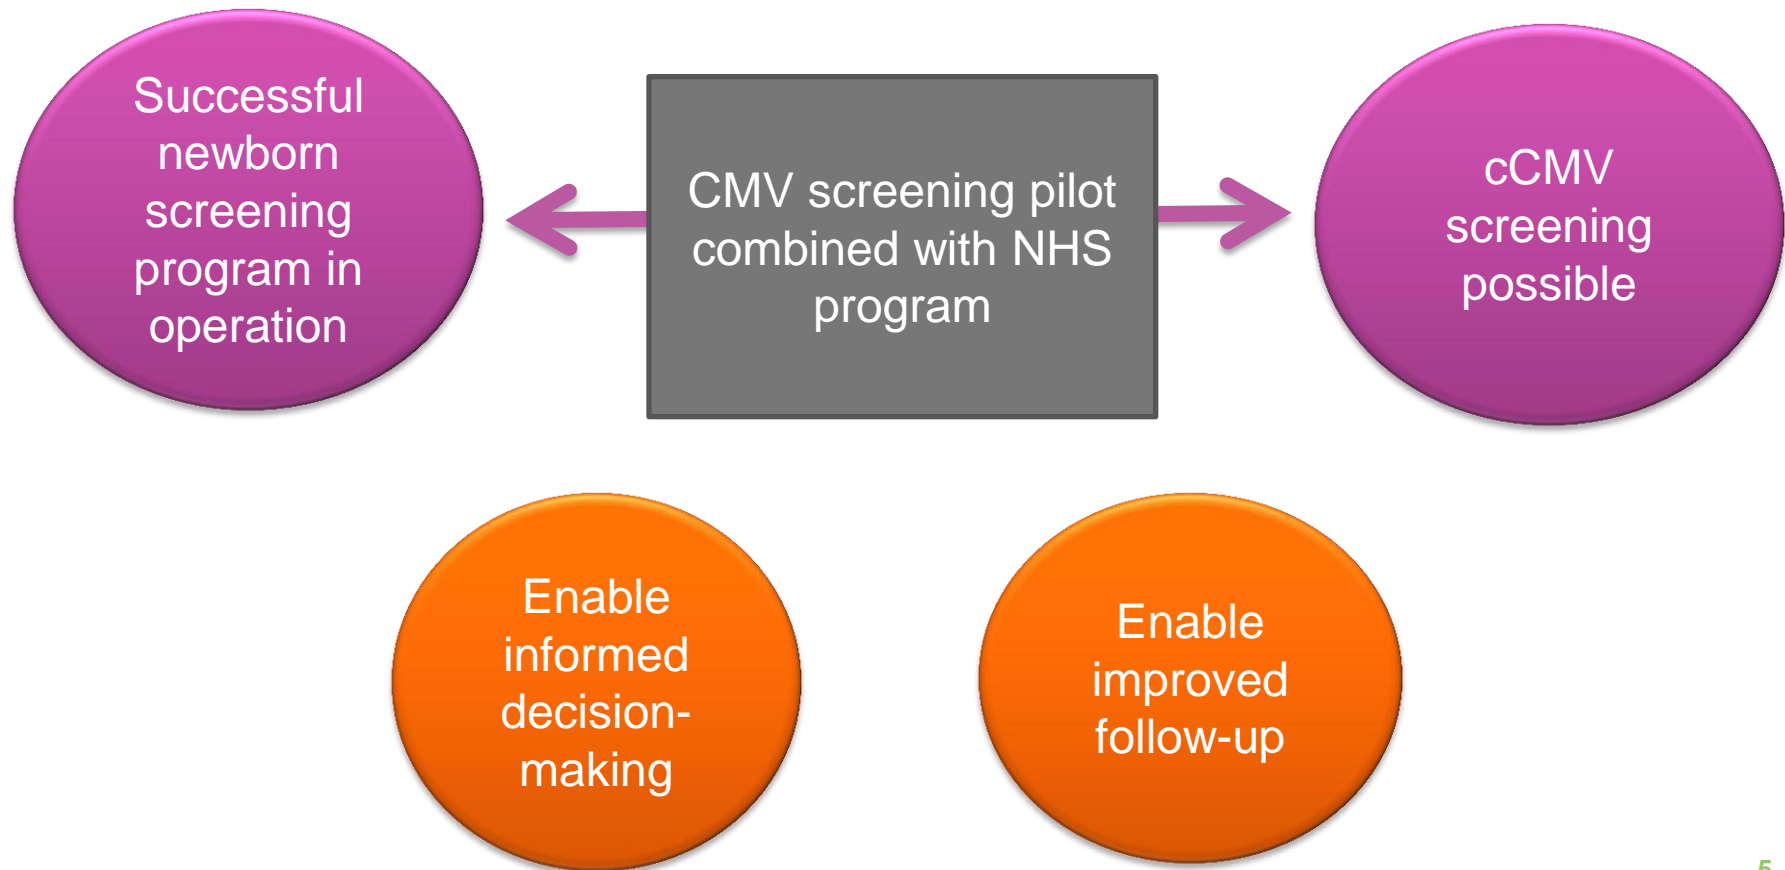 Successful
newborn
screening
program in
operation
CMV screening pilot
combined with NHS
program
cCMV
screening
possible
Enable
informed
decision-
making
Enable
improved
follow-up
5